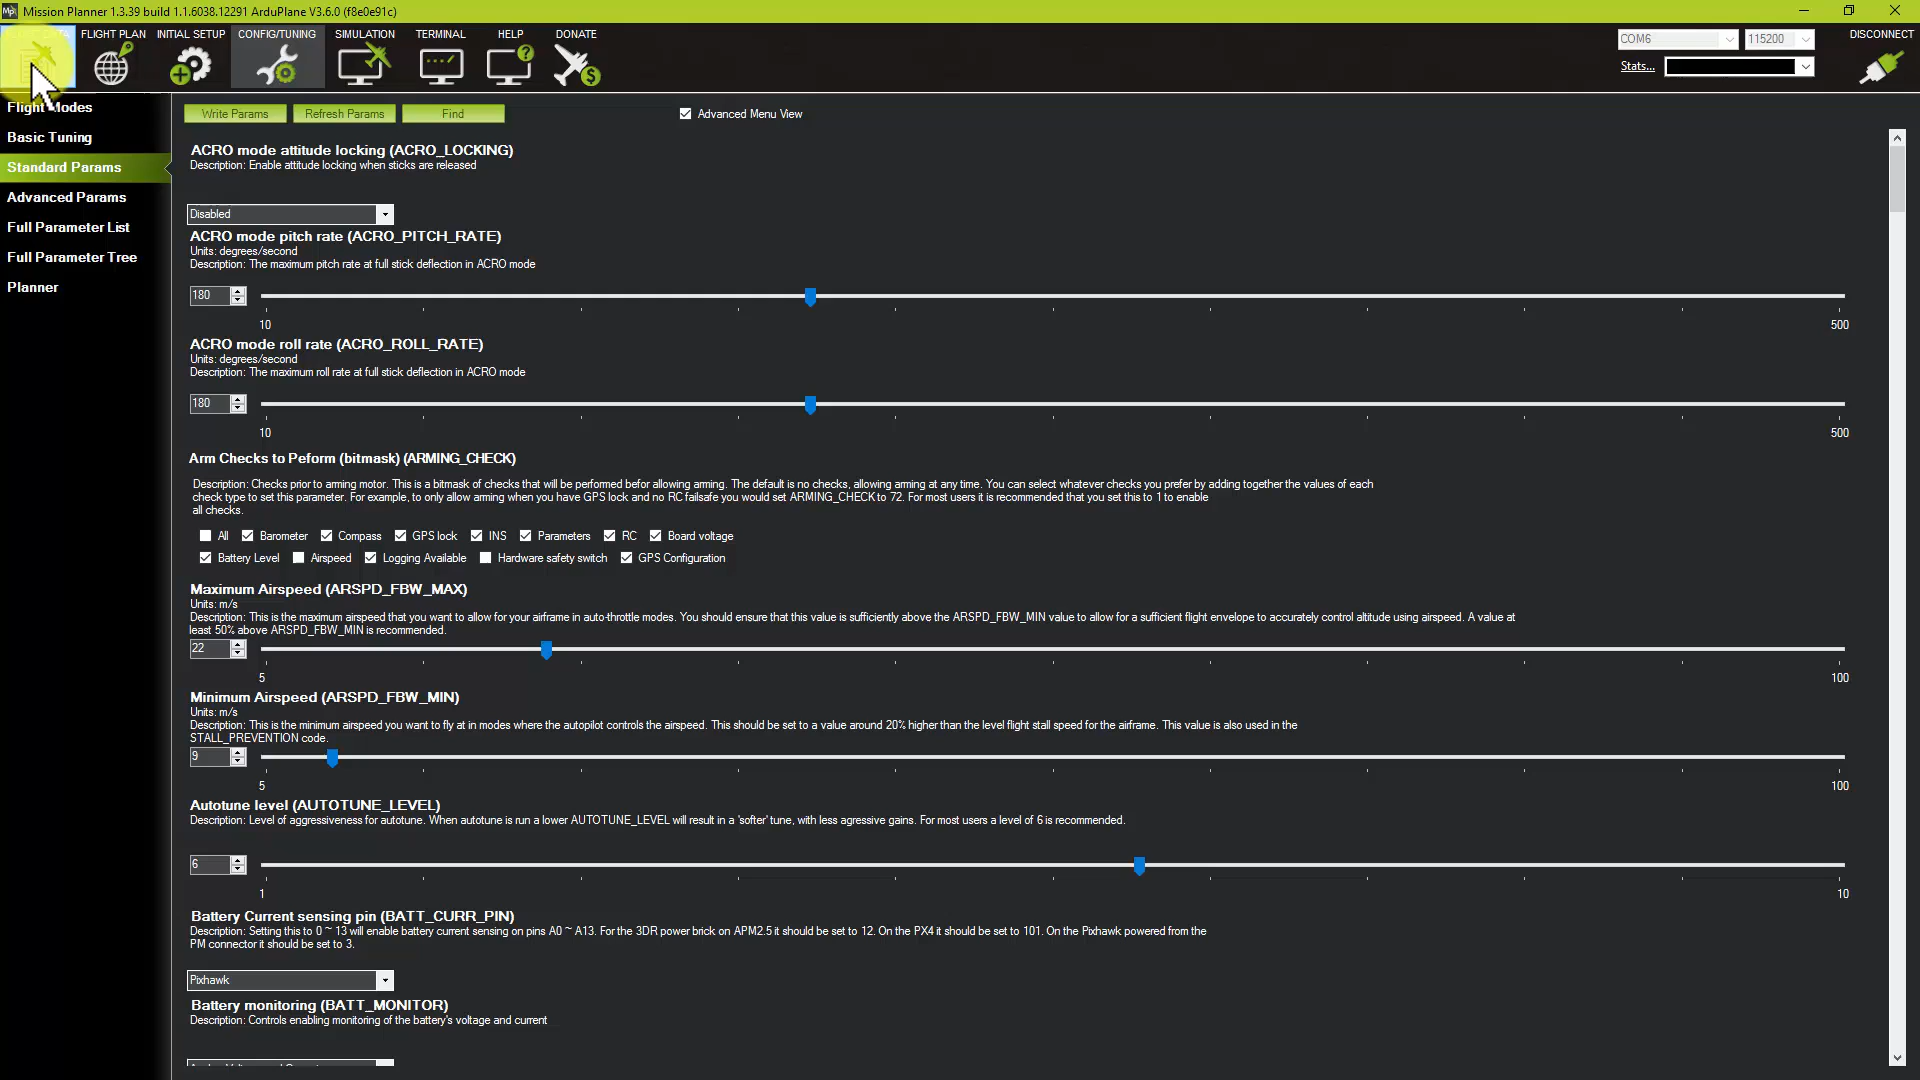 Mission Planner 1.3.39 build 1.1.6038.12291 ArduPlane V3.6.0 (f8e0e91c)
FLIGHT PLAN INITIAL SETUP CONFIG/TUNING SIMULATION TERMINAL HELP DONATE
COM6 115200 DISCONNECT
Stats...
Flight Modes
Basic Tuning
Standard Params
Advanced Params
Full Parameter List
Full Parameter Tree
Planner
Write Params Refresh Params Find Advanced Menu View
ACRO mode attitude locking (ACRO_LOCKING)
Description: Enable attitude locking when sticks are released
Disabled
ACRO mode pitch rate (ACRO_PITCH_RATE)
Units: degrees/second
Description: The maximum pitch rate at full stick deflection in ACRO mode
180
10 500
ACRO mode roll rate (ACRO_ROLL_RATE)
Units: degrees/second
Description: The maximum roll rate at full stick deflection in ACRO mode
180
10 500
Arm Checks to Peform (bitmask) (ARMING_CHECK)
Description: Checks prior to arming motor. This is a bitmask of checks that will be performed befor allowing arming. The default is no checks, allowing arming at any time. You can select whatever checks you prefer by adding together the values of each
check type to set this parameter. For example, to only allow arming when you have GPS lock and no RC failsafe you would set ARMING_CHECK to 72. For most users it is recommended that you set this to 1 to enable
all checks.
All Barometer Compass GPS lock INS Parameters RC Board voltage
Battery Level Airspeed Logging Available Hardware safety switch GPS Configuration
Maximum Airspeed (ARSPD_FBW_MAX)
Units: m/s
Description: This is the maximum airspeed that you want to allow for your airframe in auto-throttle modes. You should ensure that this value is sufficiently above the ARSPD_FBW_MIN value to allow for a sufficient flight envelope to accurately control altitude using airspeed. A value at
least 50% above ARSPD_FBW_MIN is recommended.
22
5 100
Minimum Airspeed (ARSPD_FBW_MIN)
Units: m/s
Description: This is the minimum airspeed you want to fly at in modes where the autopilot controls the airspeed. This should be set to a value around 20% higher than the level flight stall speed for the airframe. This value is also used in the
STALL_PREVENTION code.
9
5 100
Autotune level (AUTOTUNE_LEVEL)
Description: Level of aggressiveness for autotune. When autotune is run a lower AUTOTUNE_LEVEL will result in a 'softer' tune, with less agressive gains. For most users a level of 6 is recommended.
6
1 10
Battery Current sensing pin (BATT_CURR_PIN)
Description: Setting this to 0 ~ 13 will enable battery current sensing on pins A0 ~ A13. For the 3DR power brick on APM2.5 it should be set to 12. On the PX4 it should be set to 101. On the Pixhawk powered from the
PM connector it should be set to 3.
Pixhawk
Battery monitoring (BATT_MONITOR)
Description: Controls enabling monitoring of the battery's voltage and current